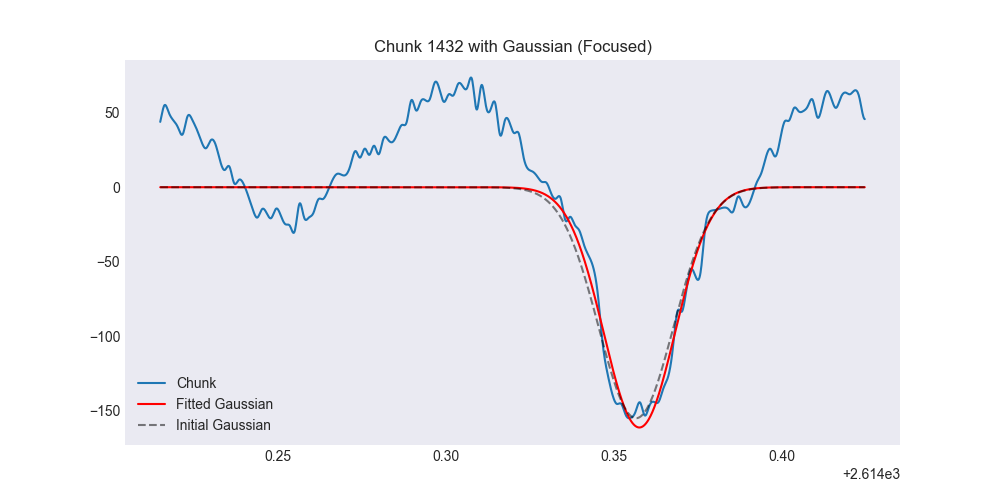 Chunk 1432 with Gaussian (Focused)
50
0
−50
−100
−150
Chunk
Fitted Gaussian
Initial Gaussian
0.25 0.30 0.35 0.40
+2.614e3